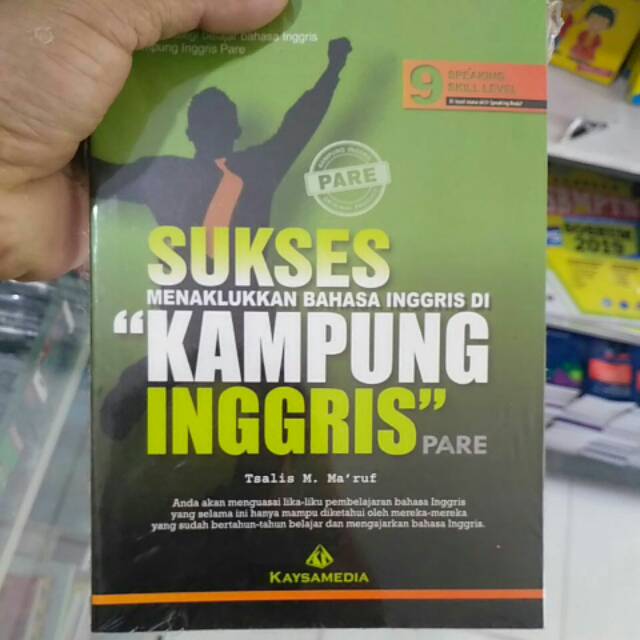 belajar bahasa Inggris
Kampung Inggris Pare
9 SPEAKING
SKILL LEVEL
PARE
SUKSES
MENAKLUKKAN BAHASA INGGRIS DI
“KAMPUNG
INGGRIS” PARE
Tsalis M. Ma'ruf
Anda akan menguasai lika-liku pembelajaran bahasa Inggris
yang selama ini hanya mampu diketahui oleh mereka-mereka
yang sudah bertahun-tahun belajar dan mengajarkan bahasa Inggris.
KAYSAMEDIA
2019